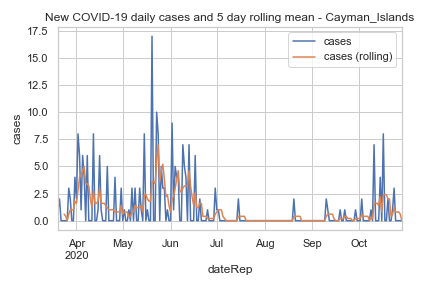 New COVID-19 daily cases and 5 day rolling mean - Cayman_Islands
cases
cases (rolling)
cases
17.5
15.0
12.5
10.0
7.5
5.0
2.5
0.0
Apr May Jun Jul Aug Sep Oct
2020
dateRep